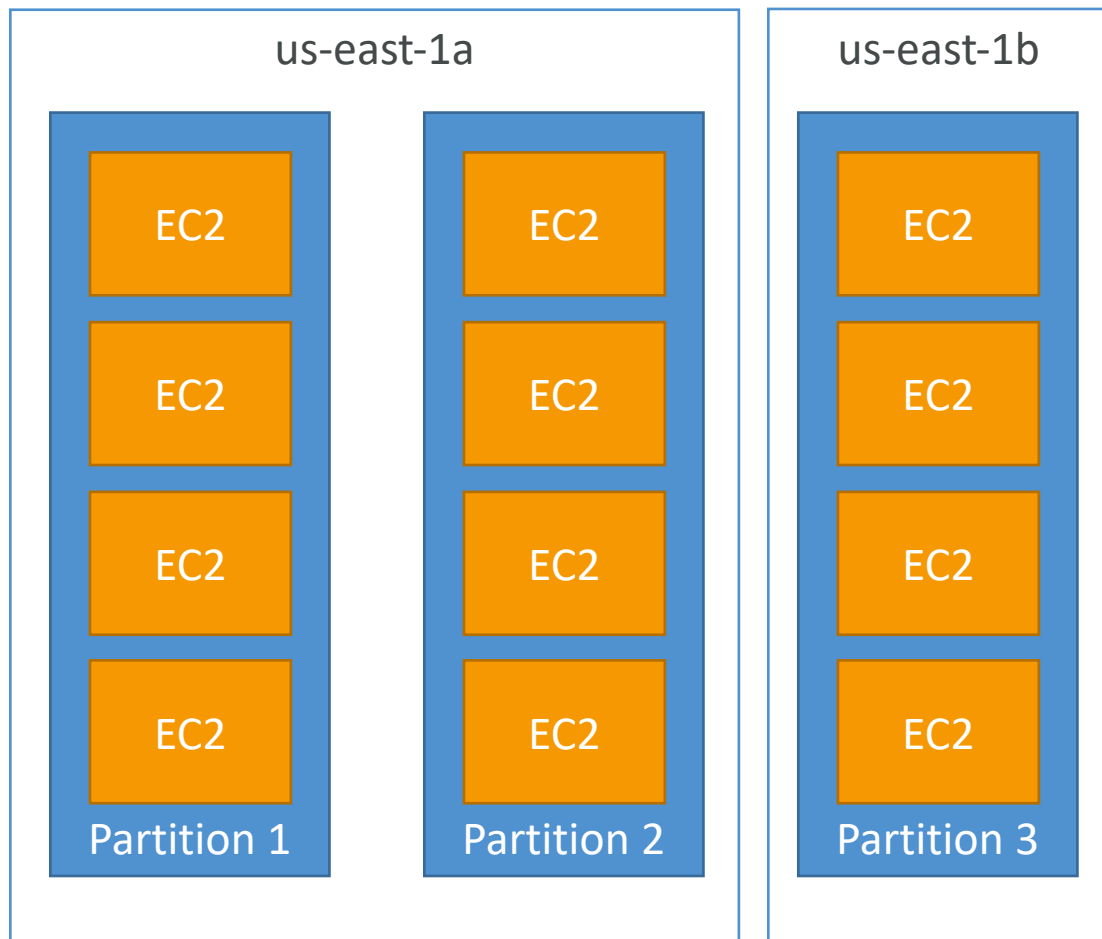 us-east-1a
EC2
EC2
EC2
EC2
Partition 1
EC2
EC2
EC2
EC2
Partition 2
us-east-1b
EC2
EC2
EC2
EC2
Partition 3